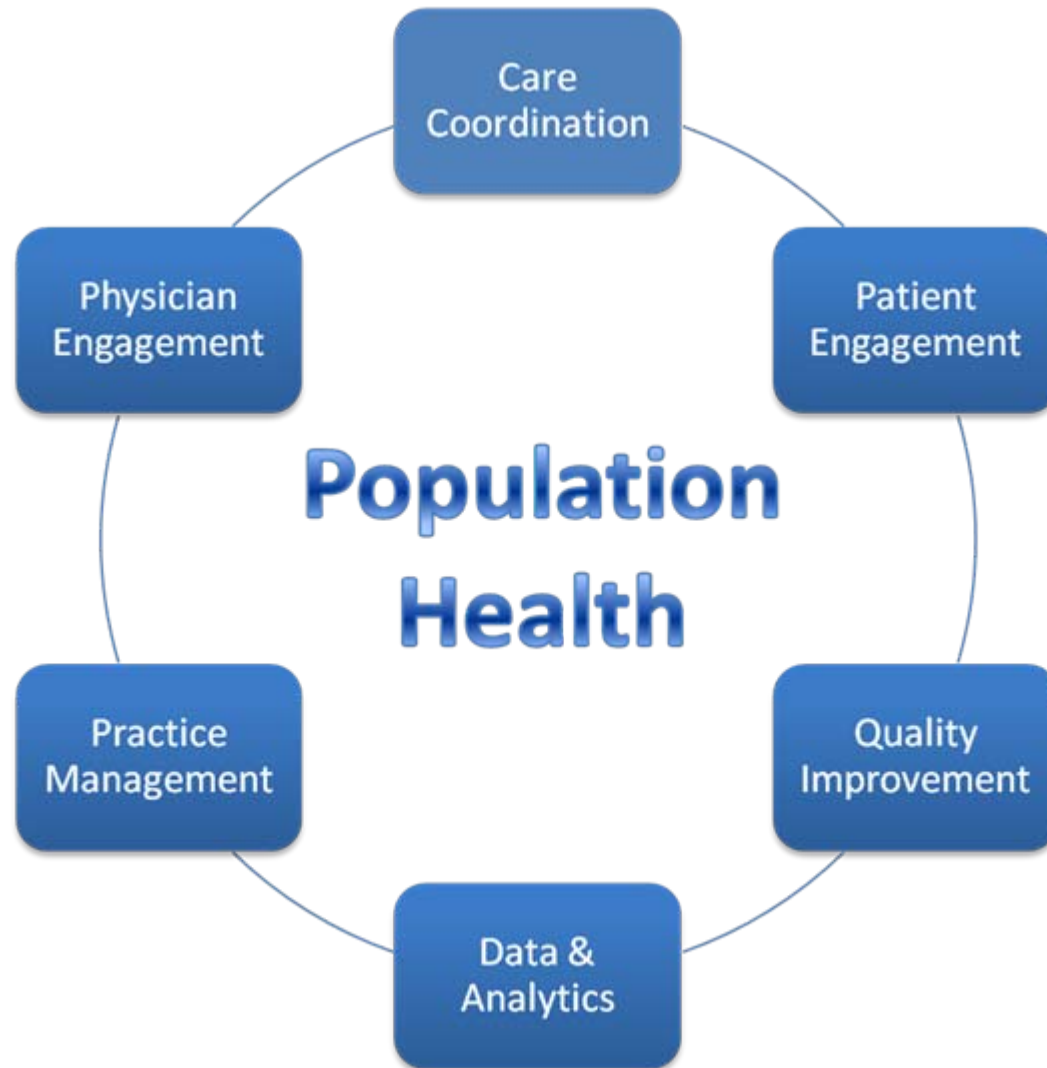 Care
Coordination
Patient
Engagement
Quality
Improvement
Data &
Analytics
Practice
Management
Physician
Engagement
Population
Health